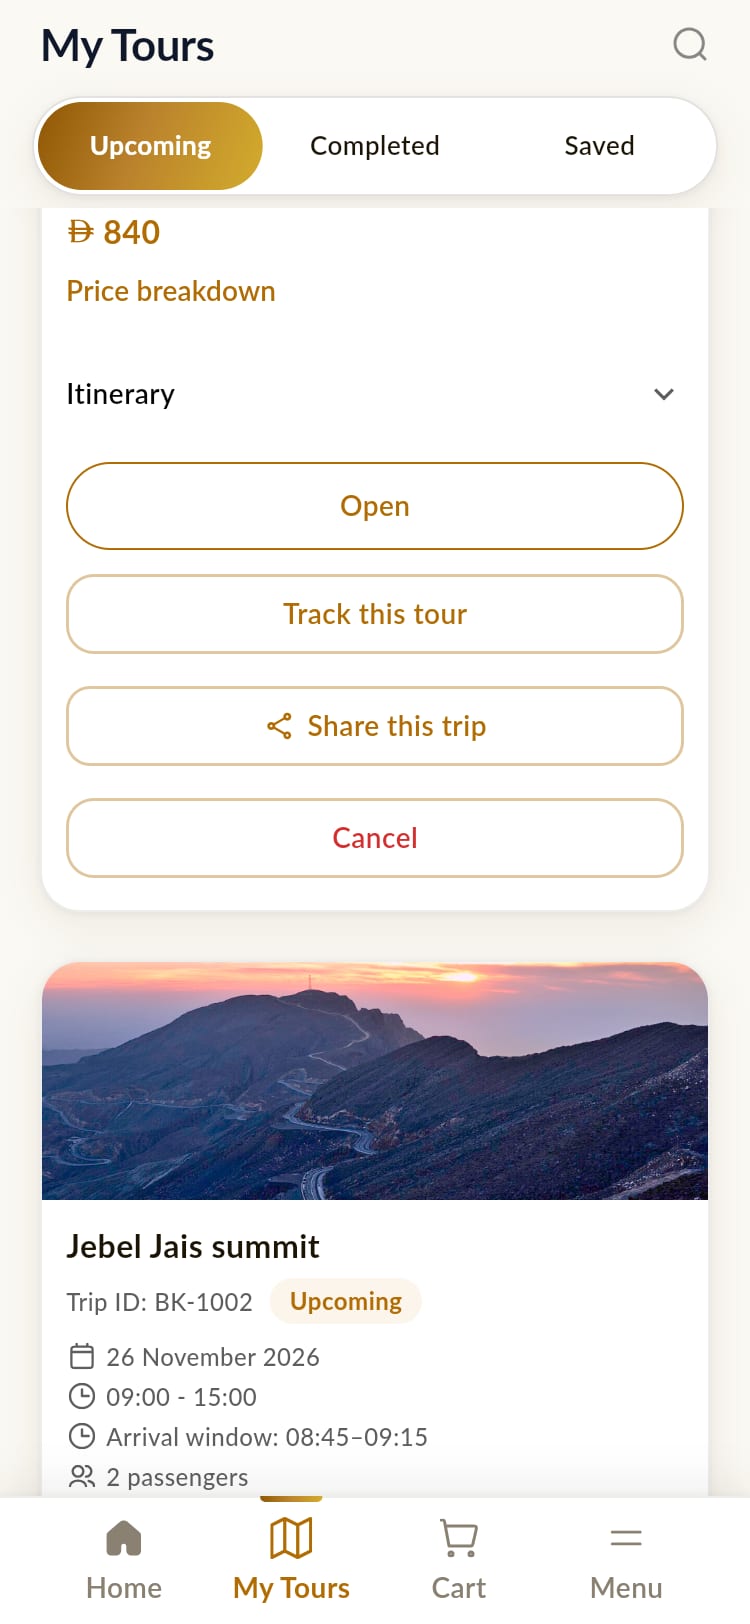 My Tours
Upcoming
Completed
Saved
840
Price breakdown
Itinerary
Open
Track this tour
Share this trip
Cancel
Jebel Jais summit
Trip ID: BK-1002
Upcoming
26 November 2026
09:00 - 15:00
Arrival window: 08:45–09:15
2 passengers
Home
My Tours
Cart
Menu